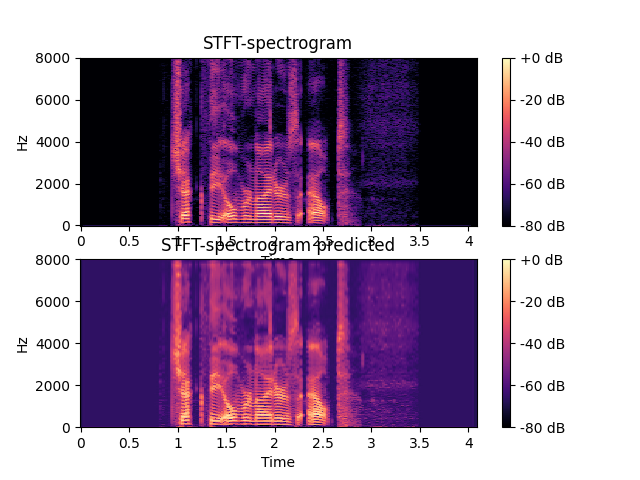 STFT-spectrogram
8000
6000
4000
2000
0
Hz
0 0.5 1 1.5 2 2.5 3 3.5 4
Time
+0 dB
-20 dB
-40 dB
-60 dB
-80 dB
STFT-spectrogram predicted
8000
6000
4000
2000
0
Hz
0 0.5 1 1.5 2 2.5 3 3.5 4
Time
+0 dB
-20 dB
-40 dB
-60 dB
-80 dB